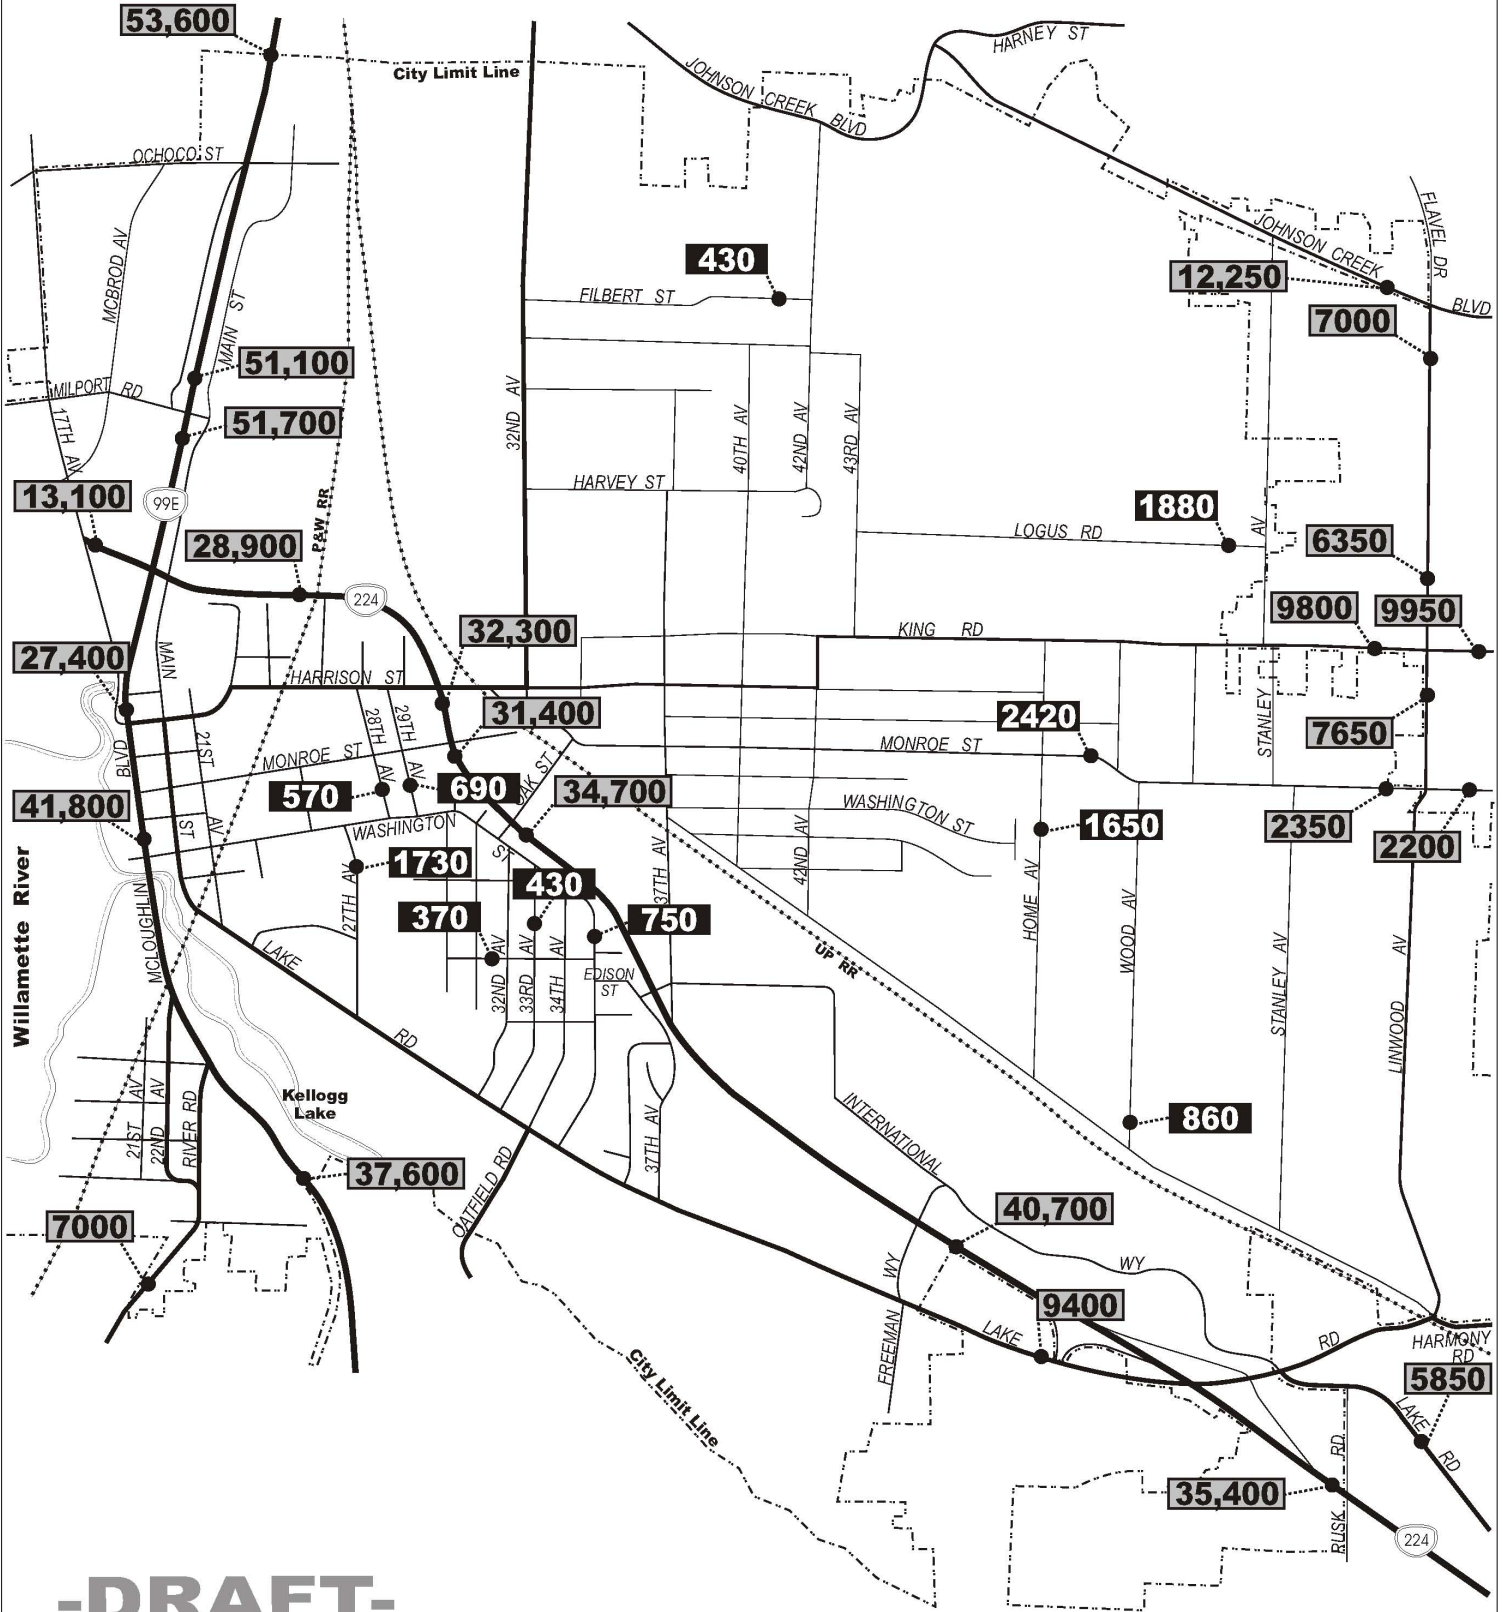 53,600
City Limit Line
HARNEY ST
JOHNSON CREEK BLVD
OCHOCO ST
MCBROD AV
MAIN ST
FLAVEL DR
JOHNSON CREEK BLVD
430
12,250
FILBERT ST
7000
51,100
MILPORT RD
51,700
17TH AV
32ND AV
40TH AV
42ND AV
43RD AV
HARVEY ST
13,100
99E
P&W RR
1880
LOGUS RD
AV
28,900
6350
224
9800
9950
32,300
KING RD
27,400
MAIN
HARRISON ST
31,400
2420
STANLEY
7650
28TH AV
29TH AV
21ST AV
BLVD
MONROE ST
MONROE ST
OAK ST
570
690
34,700
41,800
ST
WASHINGTON ST
WASHINGTON ST
1650
2350
2200
42ND AV
1730
430
27TH AV
37TH AV
370
750
Willamette River
MCLOUGHLIN
LAKE RD
32ND AV
33RD AV
34TH AV
EDISON
ST
UP RR
HOME AV
WOOD AV
STANLEY AV
LINWOOD AV
Kellogg
Lake
21ST AV
22ND AV
RIVER RD
37TH AV
INTERNATIONAL WY
860
37,600
OATFIELD RD
7000
40,700
FREEMAN WY
9400
LAKE RD
HARMONY
RD
City Limit Line
5850
LAKE RD
35,400
RUSK RD
224
-DRAFT-